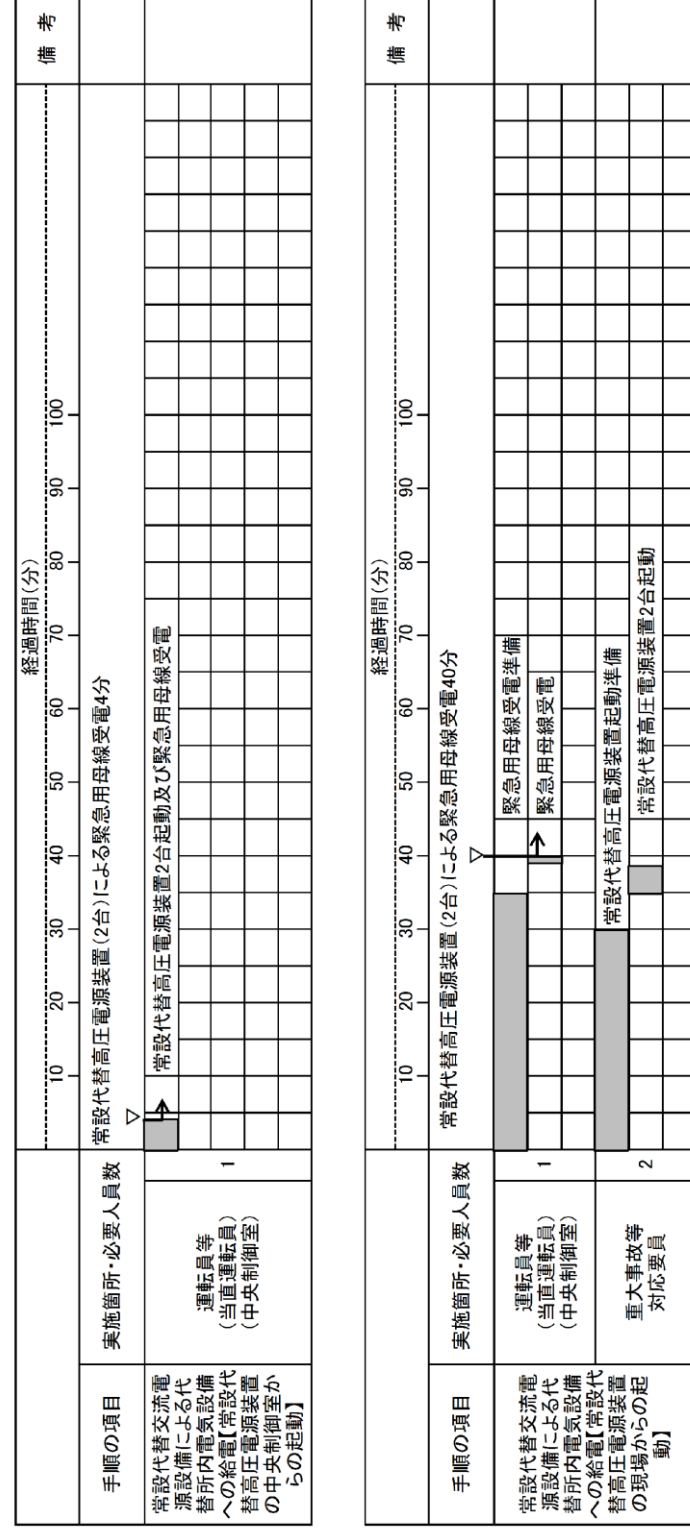 経過時間(分)
備考
10 20 30 40 50 60 70 80 90 100
手順の項目
実施箇所・必要人員数
常設代替高圧電源装置(2台)による緊急用母線受電4分
▽
常設代替交流電
源設備による代
替所内電気設備
への給電【常設代
替高圧電源装置
の中央制御室か
らの起動】
運転員等
(当直運転員)
(中央制御室)
1
常設代替高圧電源装置2台起動及び緊急用母線受電
経過時間(分)
備考
10 20 30 40 50 60 70 80 90 100
手順の項目
実施箇所・必要人員数
常設代替高圧電源装置(2台)による緊急用母線受電40分
▽
常設代替交流電
源設備による代
替所内電気設備
への給電【常設代
替高圧電源装置
の現場からの起
動】
運転員等
(当直運転員)
(中央制御室)
1
緊急用母線受電準備
緊急用母線受電
重大事故等
対応要員
2
常設代替高圧電源装置起動準備
常設代替高圧電源装置2台起動